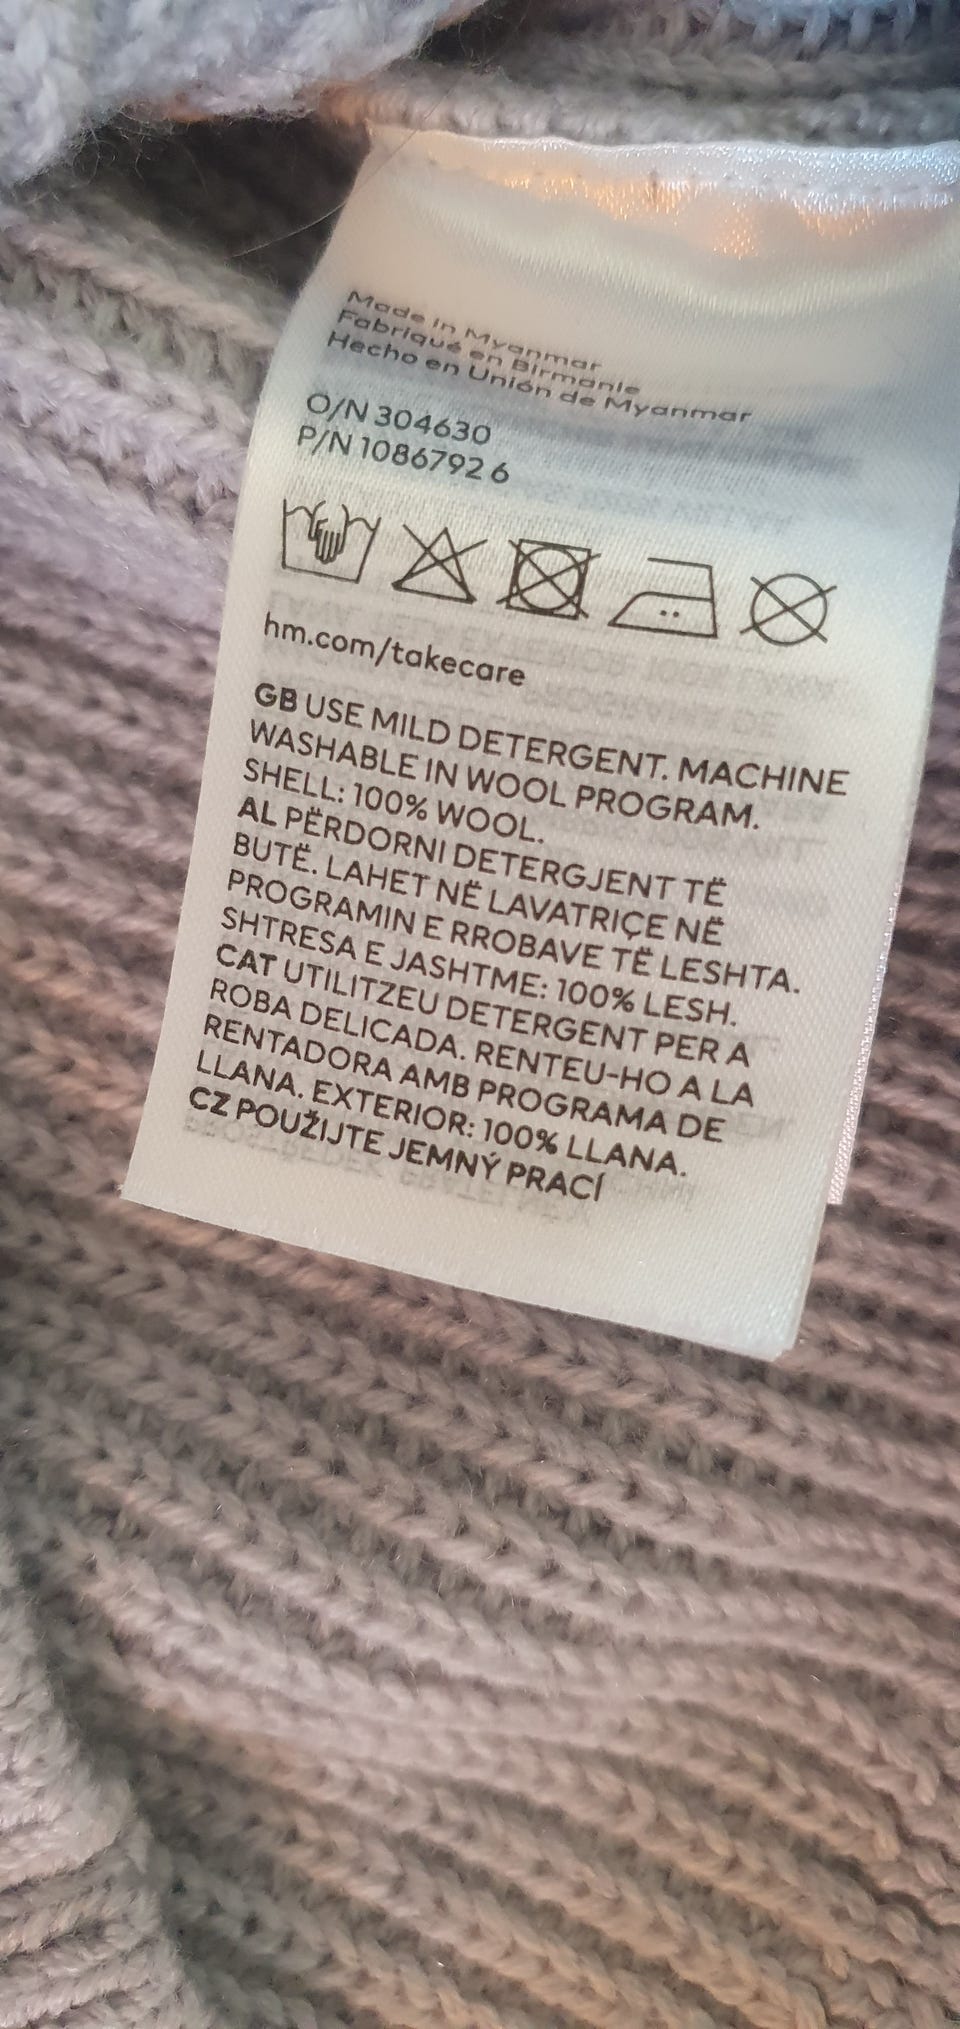 Made in Myanmar
Fabriqué en Birmanie
Hecho en Unión de Myanmar
O/N 304630
P/N 1086792 6
hm.com/takecare
GB USE MILD DETERGENT. MACHINE
WASHABLE IN WOOL PROGRAM.
SHELL: 100% WOOL.
AL PËRDORNI DETERGJENT TË
BUTË. LAHET NË LAVATRIÇE NË
PROGRAMIN E RROBAVE TË LESHTA.
SHTRESA E JASHTME: 100% LESH.
CAT UTILITZEU DETERGENT PER A
ROBA DELICADA. RENTEU-HO A LA
RENTADORA AMB PROGRAMA DE
LLANA. EXTERIOR: 100% LLANA.
CZ POUŽIJTE JEMNÝ PRACÍ